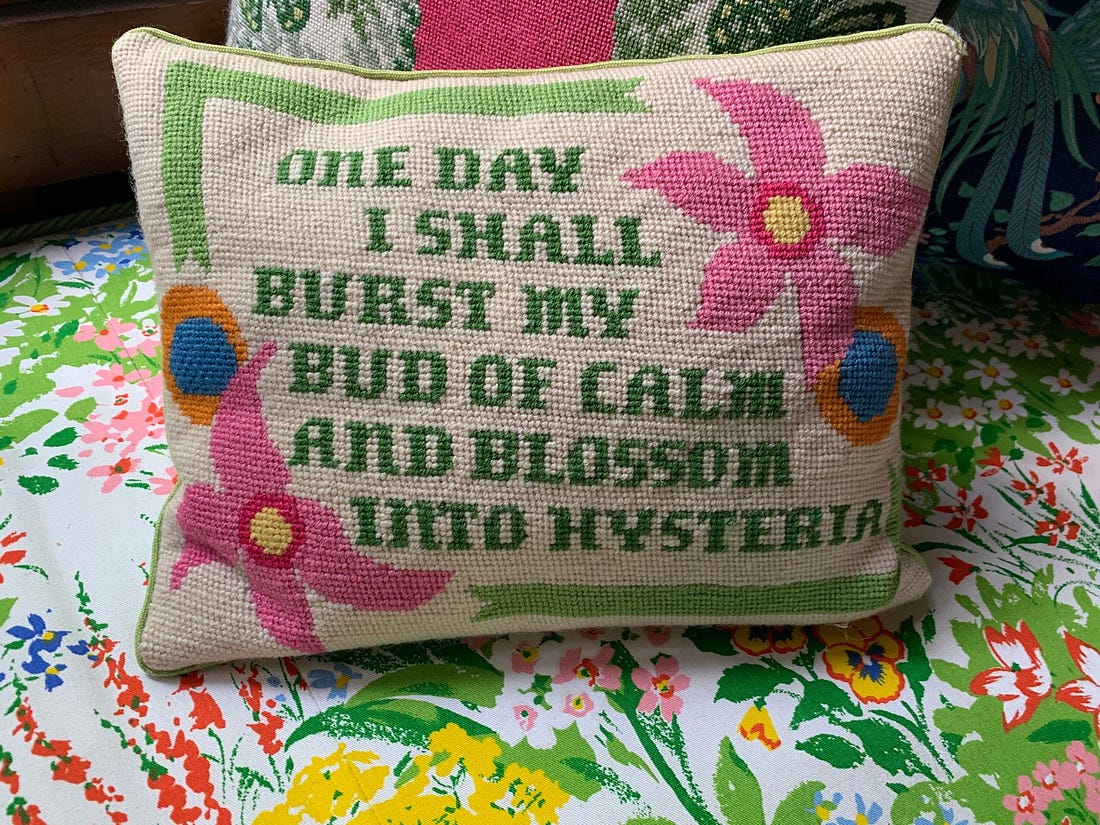 ONE DAY
I SHALL
BURST MY
BUD OF CALM
AND BLOSSOM
INTO HYSTERIA